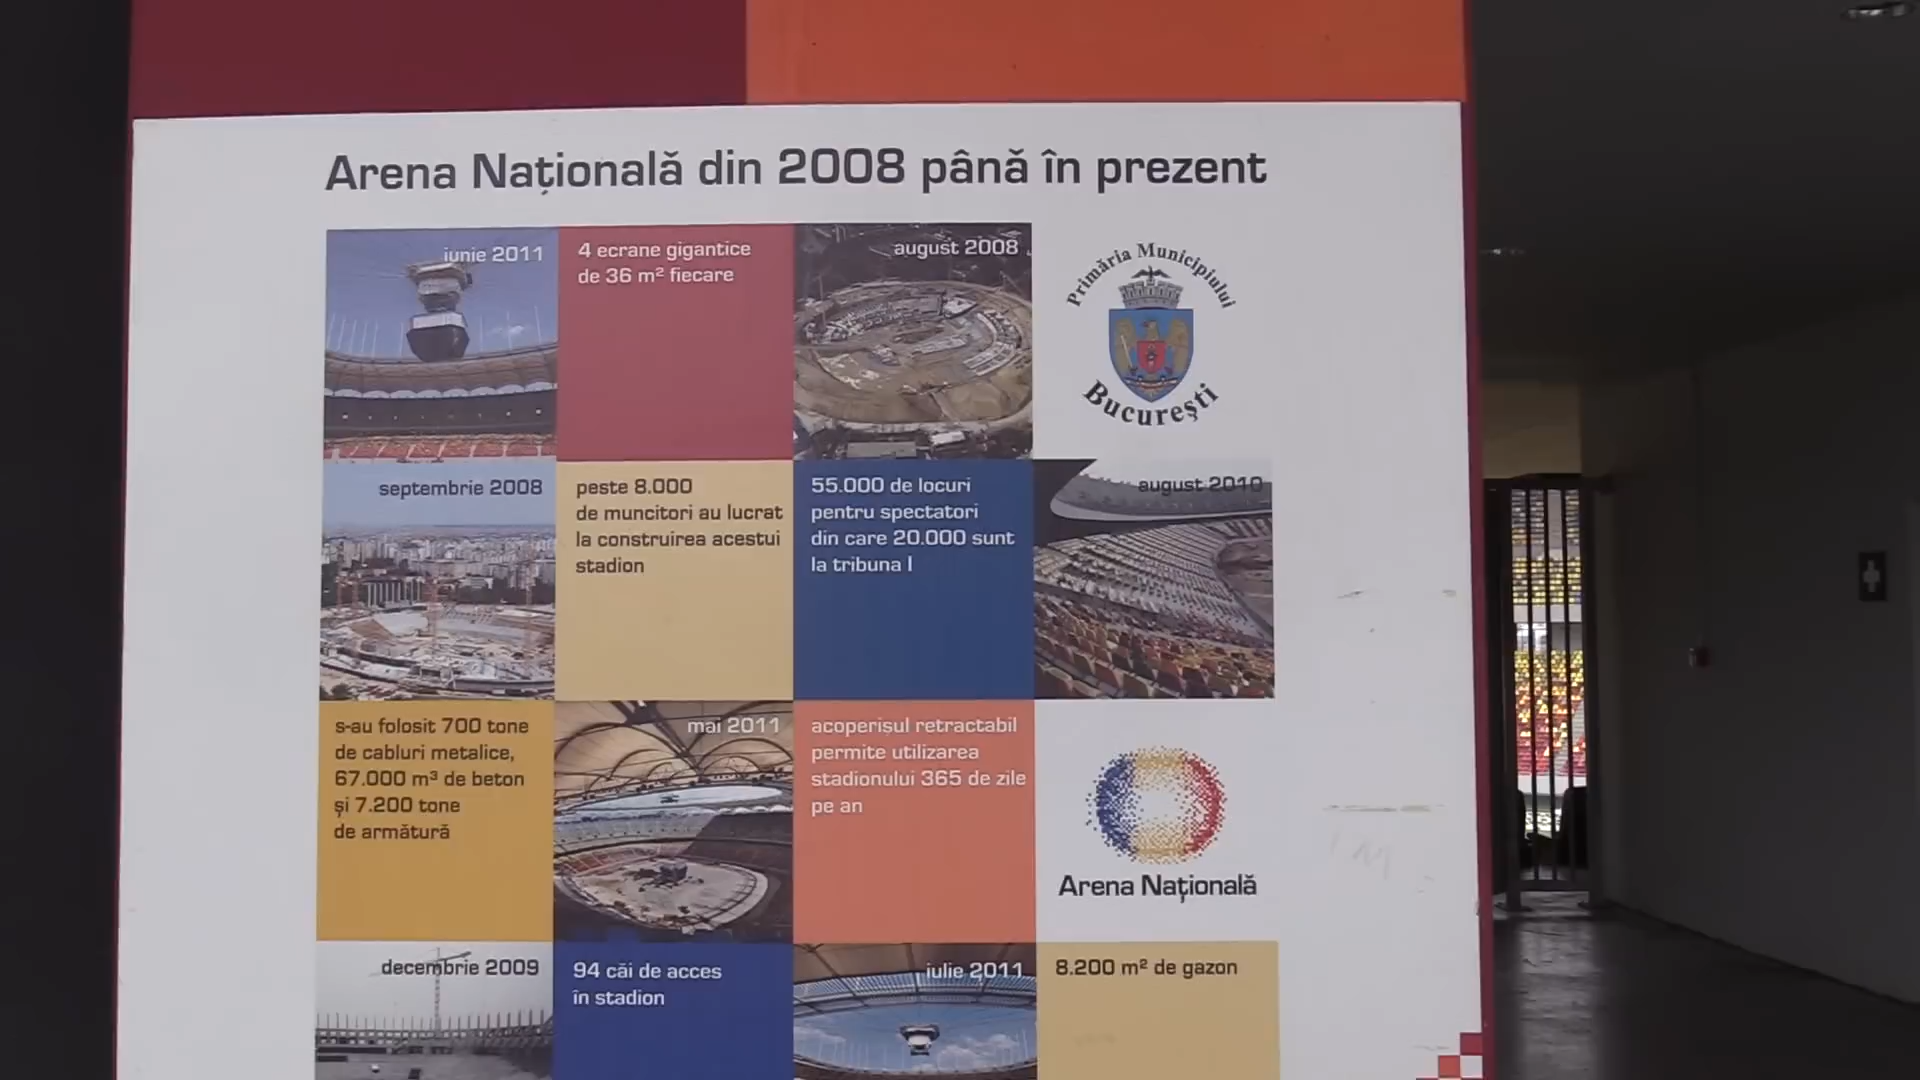 Arena Națională din 2008 până în prezent
iunie 2011
4 ecrane gigantice
de 36 m² fiecare
august 2008
Primăria Municipiului
București
septembrie 2008
peste 8.000
de muncitori au lucrat
la construirea acestui
stadion
55.000 de locuri
pentru spectatori
din care 20.000 sunt
la tribuna I
august 2010
s-au folosit 700 tone
de cabluri metalice,
67.000 m³ de beton
și 7.200 tone
de armătură
mai 2011
acoperișul retractabil
permite utilizarea
stadionului 365 de zile
pe an
Arena Națională
decembrie 2009
94 căi de acces
în stadion
iulie 2011
8.200 m² de gazon